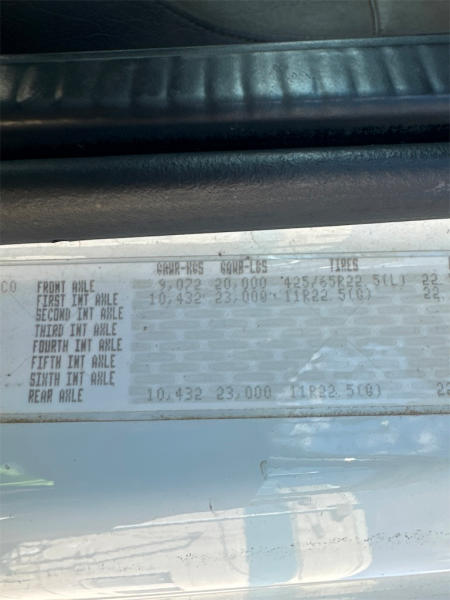 GAWR-KGS GAWR-LBS TIRES
CO FRONT AXLE 9,072 20,000 425/65R22.5(L) 22
FIRST INT AXLE 10,432 23,000 11R22.5(G) 22
SECOND INT AXLE
THIRD INT AXLE
FOURTH INT AXLE
FIFTH INT AXLE
SIXTH INT AXLE
REAR AXLE 10,432 23,000 11R22.5(G) 22